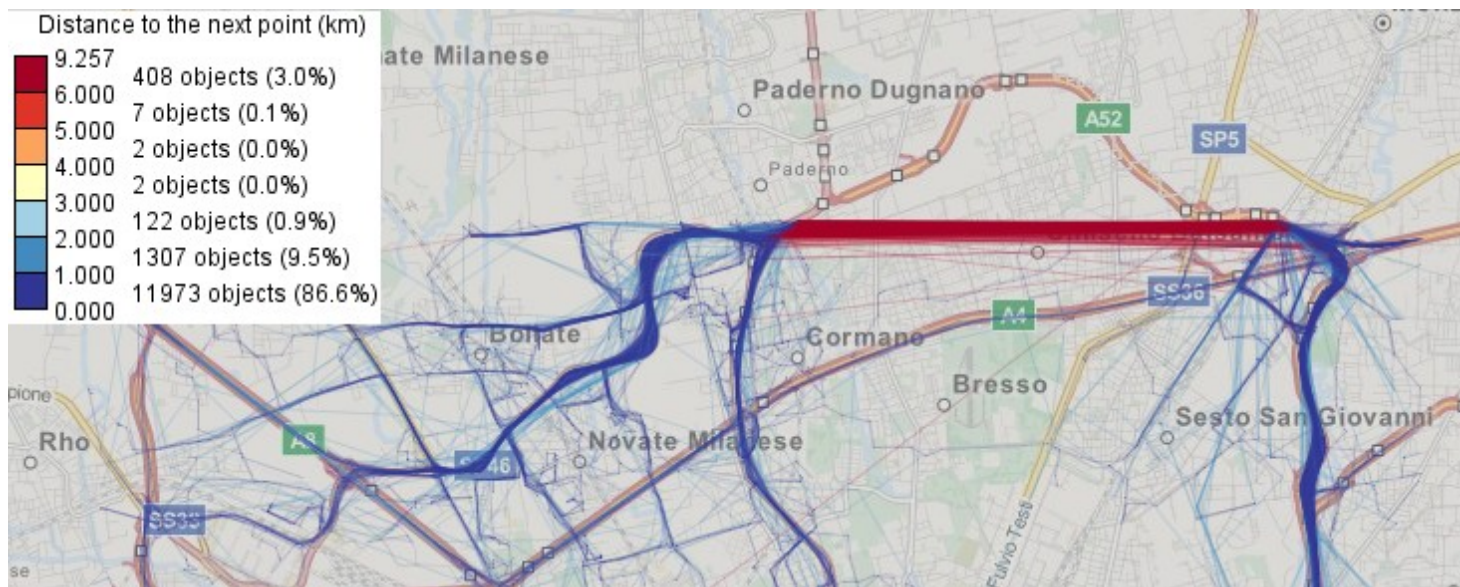 Distance to the next point (km)
9.257
408 objects (3.0%)
6.000
7 objects (0.1%)
5.000
2 objects (0.0%)
4.000
2 objects (0.0%)
3.000
122 objects (0.9%)
2.000
1307 objects (9.5%)
1.000
11973 objects (86.6%)
0.000
nate Milanese
Paderno Dugnano
A52
SP5
Paderno
SS36
A4
Bollate
Cormano
Bresso
pione
Sesto San Giovanni
Rho
A8
Novate Milanese
SS33
Fulvio Testi
se